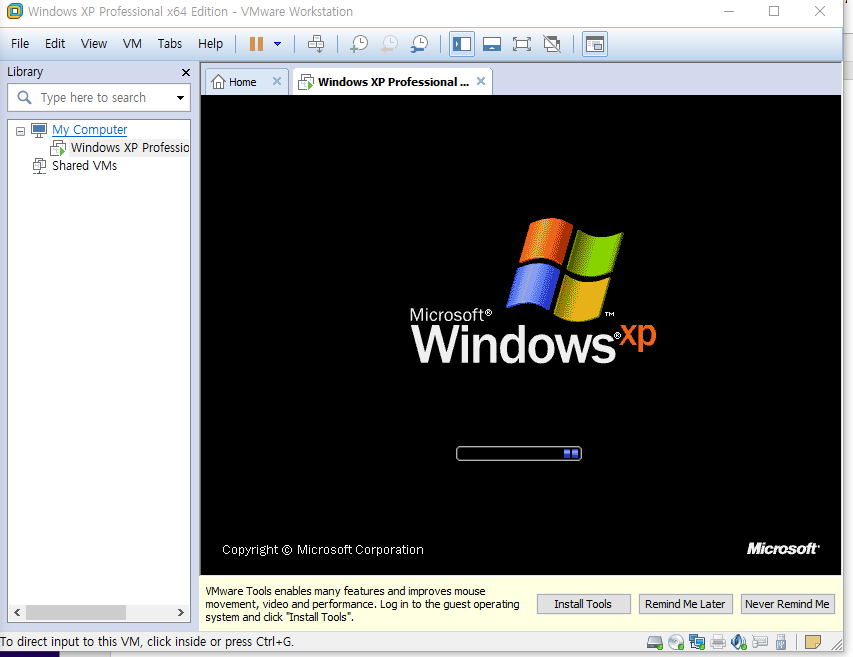 Windows XP Professional x64 Edition - VMware Workstation
File Edit View VM Tabs Help
Library
Home
Windows XP Professional ...
Type here to search
My Computer
Windows XP Professio
Shared VMs
Microsoft®
Windows®xp
™
Copyright © Microsoft Corporation
Microsoft®
VMware Tools enables many features and improves mouse
movement, video and performance. Log in to the guest operating
system and click "Install Tools".
Install Tools
Remind Me Later
Never Remind Me
To direct input to this VM, click inside or press Ctrl+G.